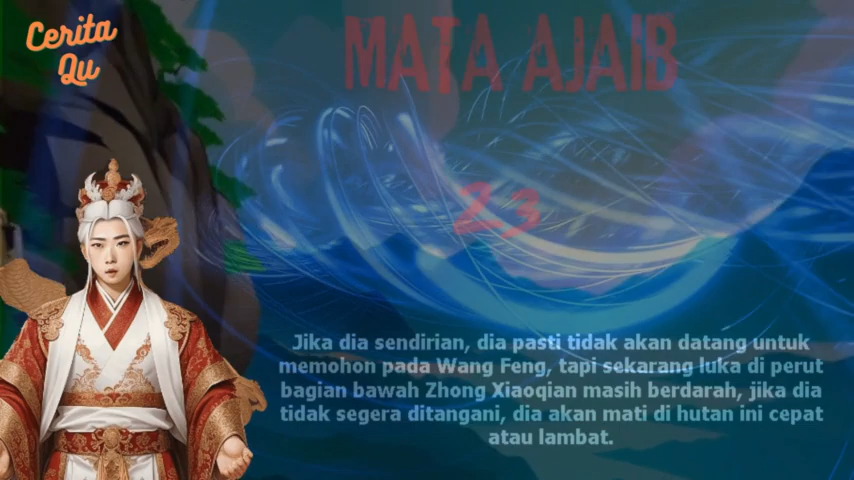 Cerita
Qu
MATA AJAIB
23
Jika dia sendirian, dia pasti tidak akan datang untuk
memohon pada Wang Feng, tapi sekarang luka di perut
bagian bawah Zhong Xiaoqian masih berdarah, jika dia
tidak segera ditangani, dia akan mati di hutan ini cepat
atau lambat.